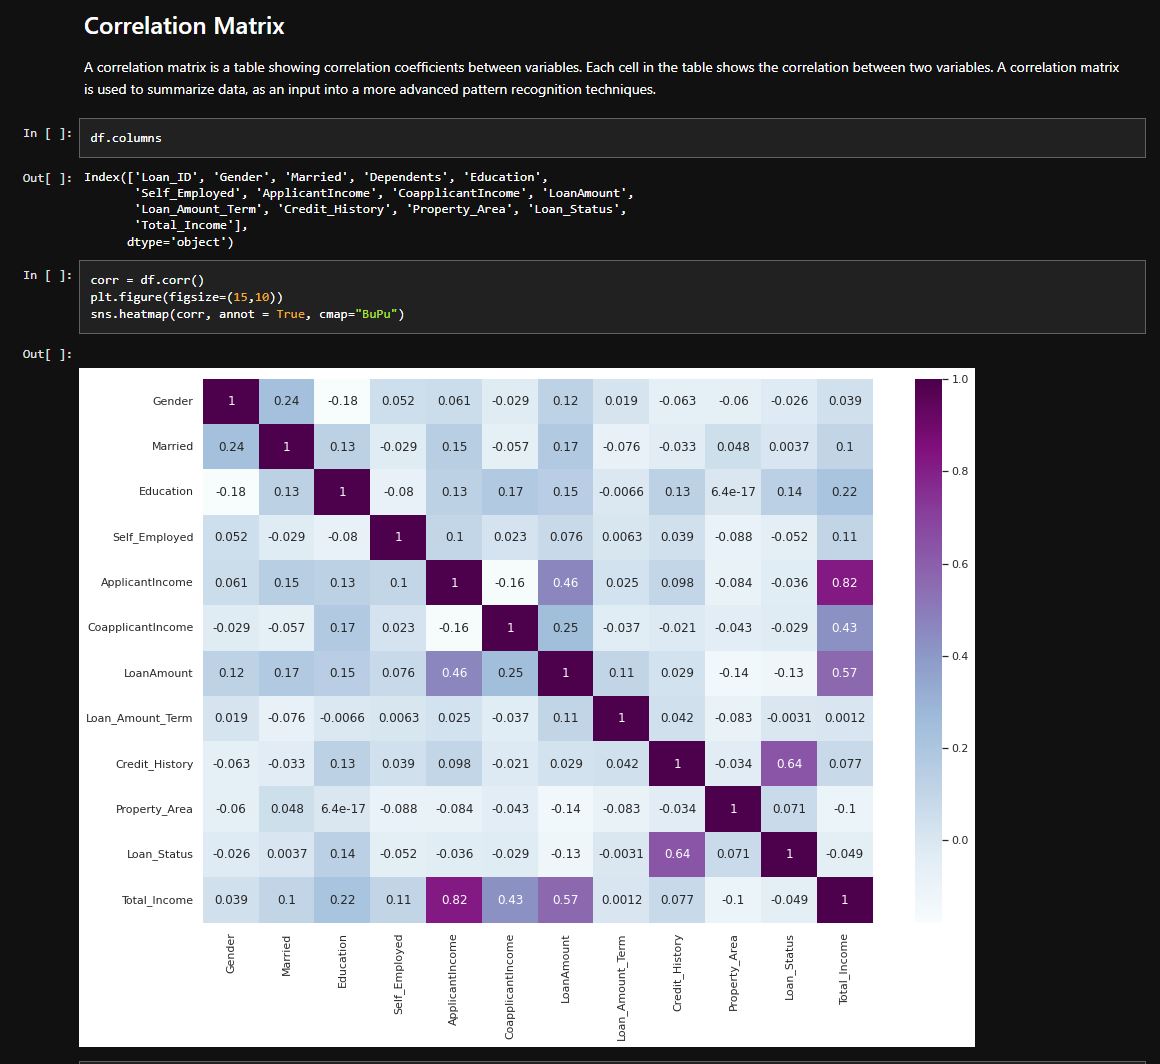 Correlation Matrix
A correlation matrix is a table showing correlation coefficients between variables. Each cell in the table shows the correlation between two variables. A correlation matrix
is used to summarize data, as an input into a more advanced pattern recognition techniques.
In [ ]:
df.columns
Out[ ]:
Index(['Loan_ID', 'Gender', 'Married', 'Dependents', 'Education',
'Self_Employed', 'ApplicantIncome', 'CoapplicantIncome', 'LoanAmount',
'Loan_Amount_Term', 'Credit_History', 'Property_Area', 'Loan_Status',
'Total_Income'],
dtype='object')
In [ ]:
corr = df.corr()
plt.figure(figsize=(15,10))
sns.heatmap(corr, annot = True, cmap="BuPu")
Out[ ]:
Gender 1 0.24 -0.18 0.052 0.061 -0.029 0.12 0.019 -0.063 -0.06 -0.026 0.039
Married 0.24 1 0.13 -0.029 0.15 -0.057 0.17 -0.076 -0.033 0.048 0.0037 0.1
Education -0.18 0.13 1 -0.08 0.13 0.17 0.15 -0.0066 0.13 6.4e-17 0.14 0.22
Self_Employed 0.052 -0.029 -0.08 1 0.1 0.023 0.076 0.0063 0.039 -0.088 -0.052 0.11
ApplicantIncome 0.061 0.15 0.13 0.1 1 -0.16 0.46 0.025 0.098 -0.084 -0.036 0.82
CoapplicantIncome -0.029 -0.057 0.17 0.023 -0.16 1 0.25 -0.037 -0.021 -0.043 -0.029 0.43
LoanAmount 0.12 0.17 0.15 0.076 0.46 0.25 1 0.11 0.029 -0.14 -0.13 0.57
Loan_Amount_Term 0.019 -0.076 -0.0066 0.0063 0.025 -0.037 0.11 1 0.042 -0.083 -0.0031 0.0012
Credit_History -0.063 -0.033 0.13 0.039 0.098 -0.021 0.029 0.042 1 -0.034 0.64 0.077
Property_Area -0.06 0.048 6.4e-17 -0.088 -0.084 -0.043 -0.14 -0.083 -0.034 1 0.071 -0.1
Loan_Status -0.026 0.0037 0.14 -0.052 -0.036 -0.029 -0.13 -0.0031 0.64 0.071 1 -0.049
Total_Income 0.039 0.1 0.22 0.11 0.82 0.43 0.57 0.0012 0.077 -0.1 -0.049 1
Gender
Married
Education
Self_Employed
ApplicantIncome
CoapplicantIncome
LoanAmount
Loan_Amount_Term
Credit_History
Property_Area
Loan_Status
Total_Income
1.0
0.8
0.6
0.4
0.2
0.0